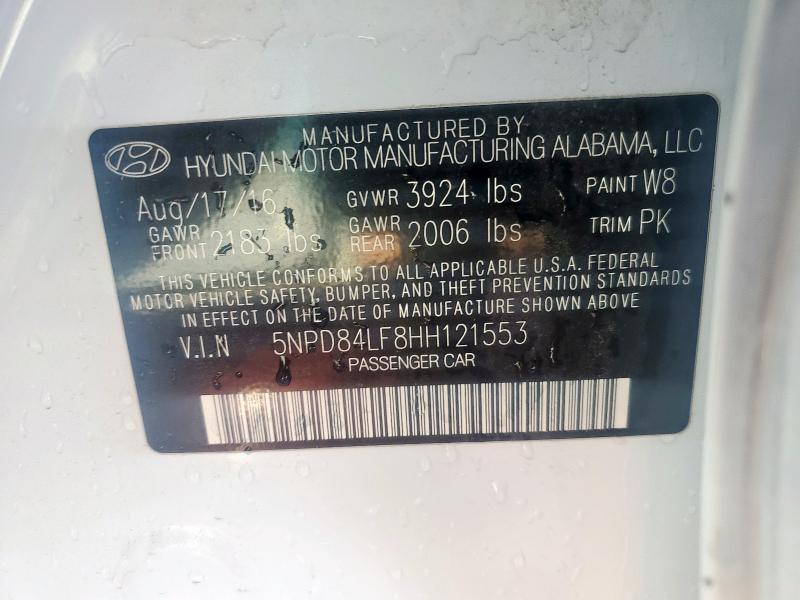 MANUFACTURED BY
HYUNDAI MOTOR MANUFACTURING ALABAMA, LLC
Aug/17/16 GVWR 3924 lbs PAINT W8
GAWR FRONT 2183 lbs GAWR REAR 2006 lbs TRIM PK
THIS VEHICLE CONFORMS TO ALL APPLICABLE U.S.A. FEDERAL
MOTOR VEHICLE SAFETY, BUMPER, AND THEFT PREVENTION STANDARDS
IN EFFECT ON THE DATE OF MANUFACTURE SHOWN ABOVE
V.I.N 5NPD84LF8HH121553
PASSENGER CAR